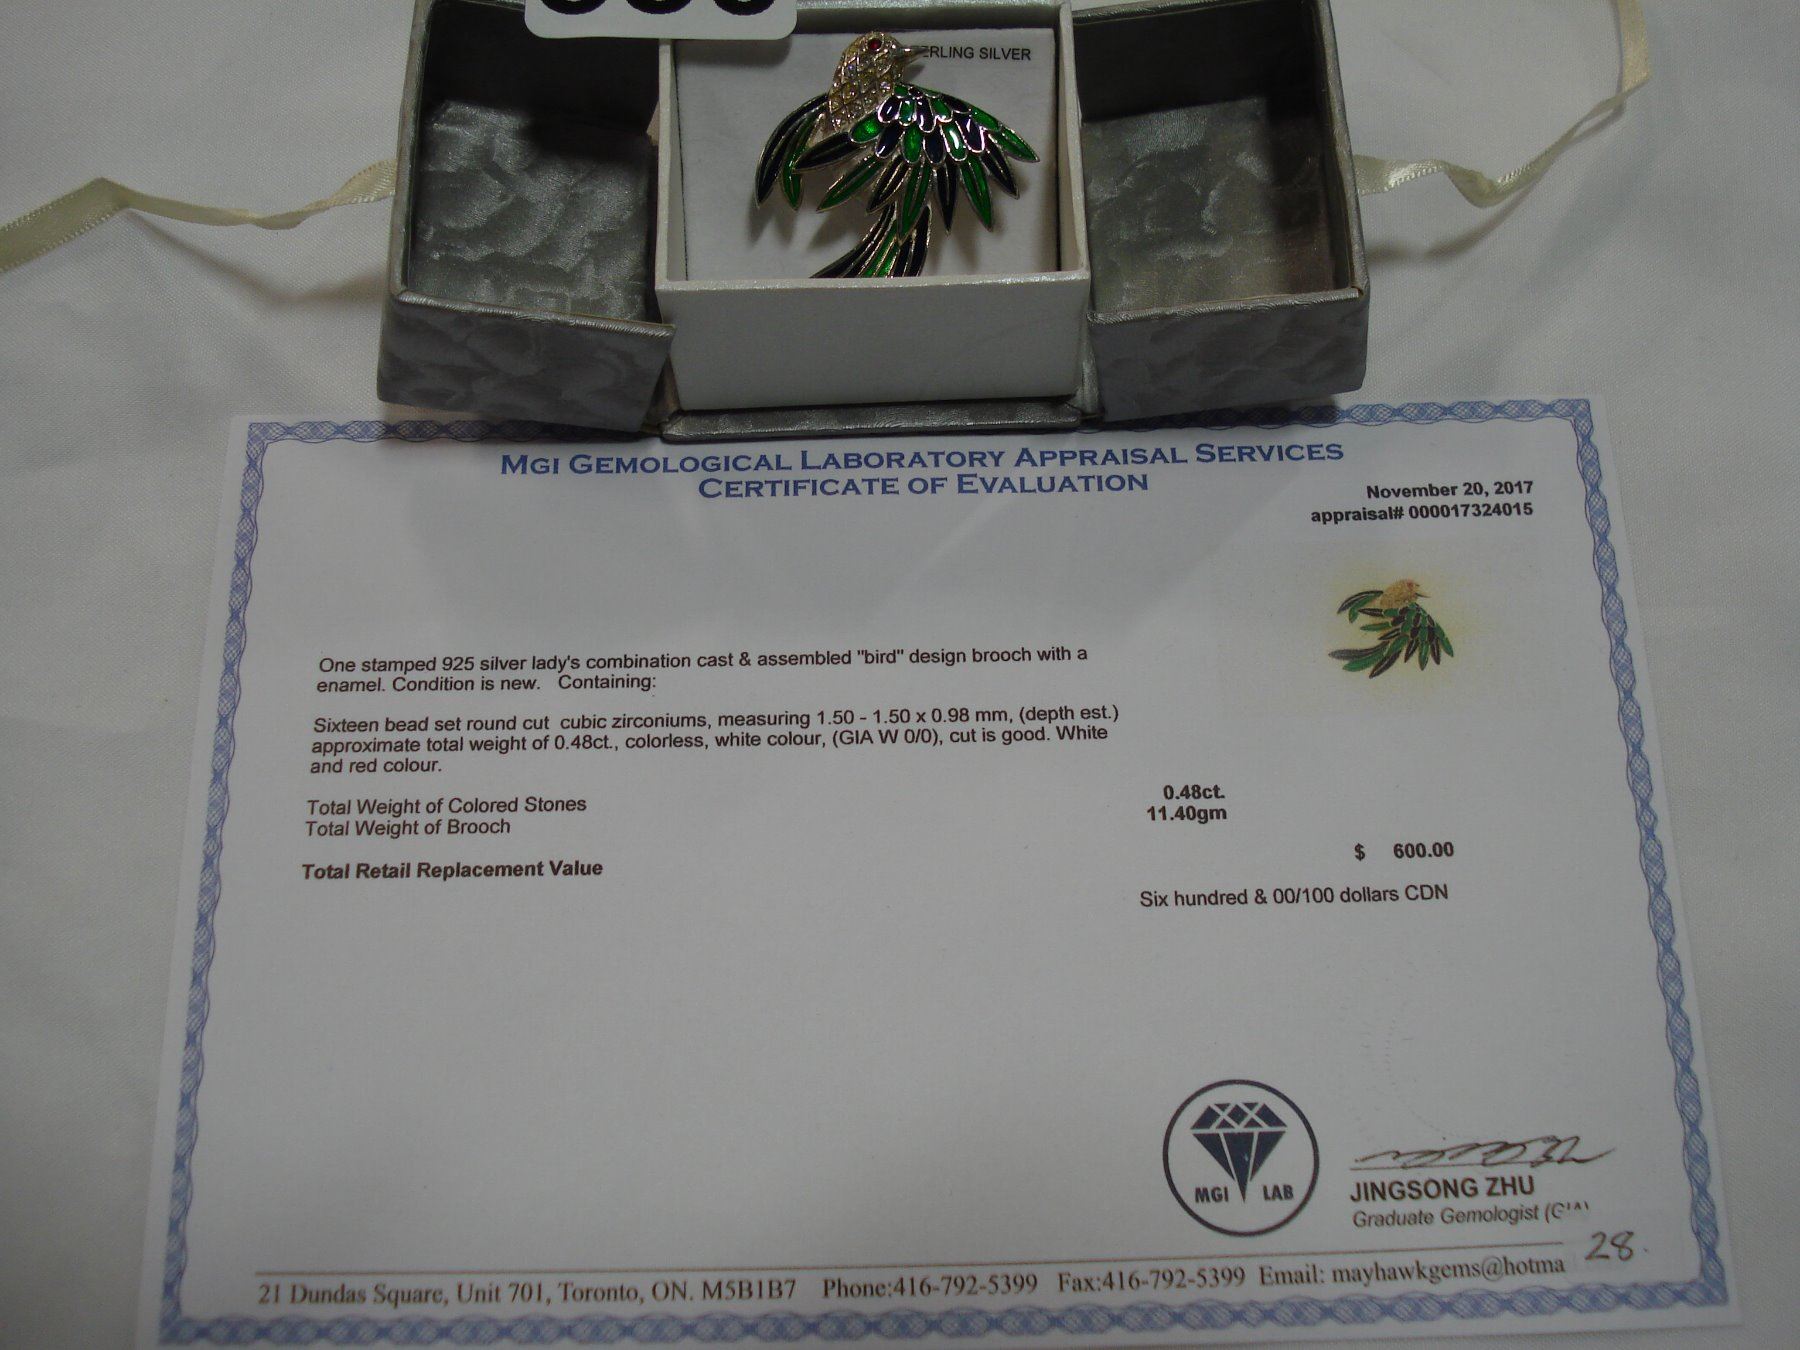 STERLING SILVER
MGI GEMOLOGICAL LABORATORY APPRAISAL SERVICES
CERTIFICATE OF EVALUATION
November 20, 2017
appraisal# 000017324015
One stamped 925 silver lady's combination cast & assembled "bird" design brooch with a
enamel. Condition is new. Containing:
Sixteen bead set round cut cubic zirconiums, measuring 1.50 - 1.50 x 0.98 mm, (depth est.)
approximate total weight of 0.48ct., colorless, white colour, (GIA W 0/0), cut is good. White
and red colour.
Total Weight of Colored Stones 0.48ct.
Total Weight of Brooch 11.40gm
Total Retail Replacement Value $ 600.00
Six hundred & 00/100 dollars CDN
MGI LAB
JINGSONG ZHU
Graduate Gemologist (GIA)
28.
21 Dundas Square, Unit 701, Toronto, ON. M5B1B7 Phone:416-792-5399 Fax:416-792-5399 Email: mayhawkgems@hotma